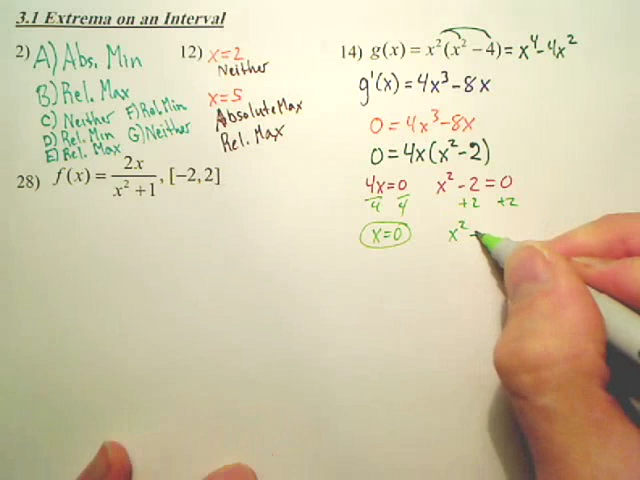 3.1 Extrema on an Interval
2) A) Abs. Min
B) Rel. Max
C) Neither F) Rel. Min
D) Rel. Min G) Neither
E) Rel. Max
12) x = 2
Neither
x = 5
Absolute Max
Rel. Max
28) f(x) = 2x / x² + 1 , [-2, 2]
14) g(x) = x²(x² - 4) = x⁴ - 4x²
g'(x) = 4x³ - 8x
0 = 4x³ - 8x
0 = 4x(x² - 2)
4x = 0 x² - 2 = 0
4 4 +2 +2
x = 0 x²